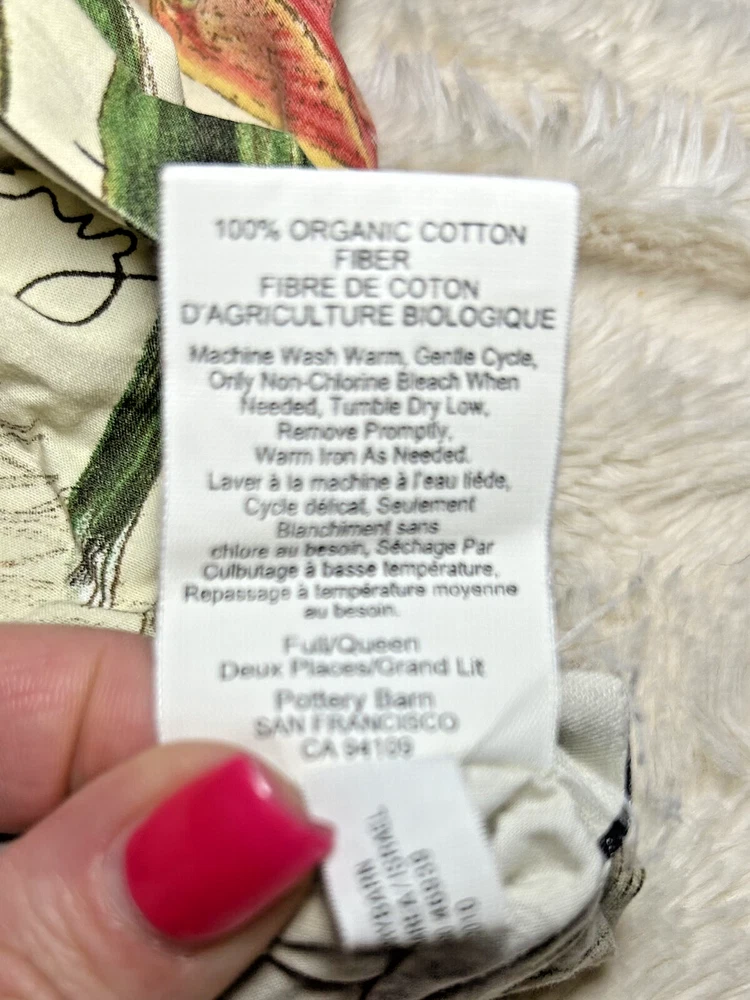 100% ORGANIC COTTON
FIBER
FIBRE DE COTON
D'AGRICULTURE BIOLOGIQUE
Machine Wash Warm, Gentle Cycle,
Only Non-Chlorine Bleach When
Needed, Tumble Dry Low,
Remove Promptly,
Warm Iron As Needed.
Laver à la machine à l'eau tiède,
Cycle délicat, Seulement
Blanchiment sans
chlore au besoin, Séchage Par
Culbutage à basse température,
Repassage à température moyenne
au besoin.
Full/Queen
Deux Places/Grand Lit
Pottery Barn
SAN FRANCISCO
CA 94109